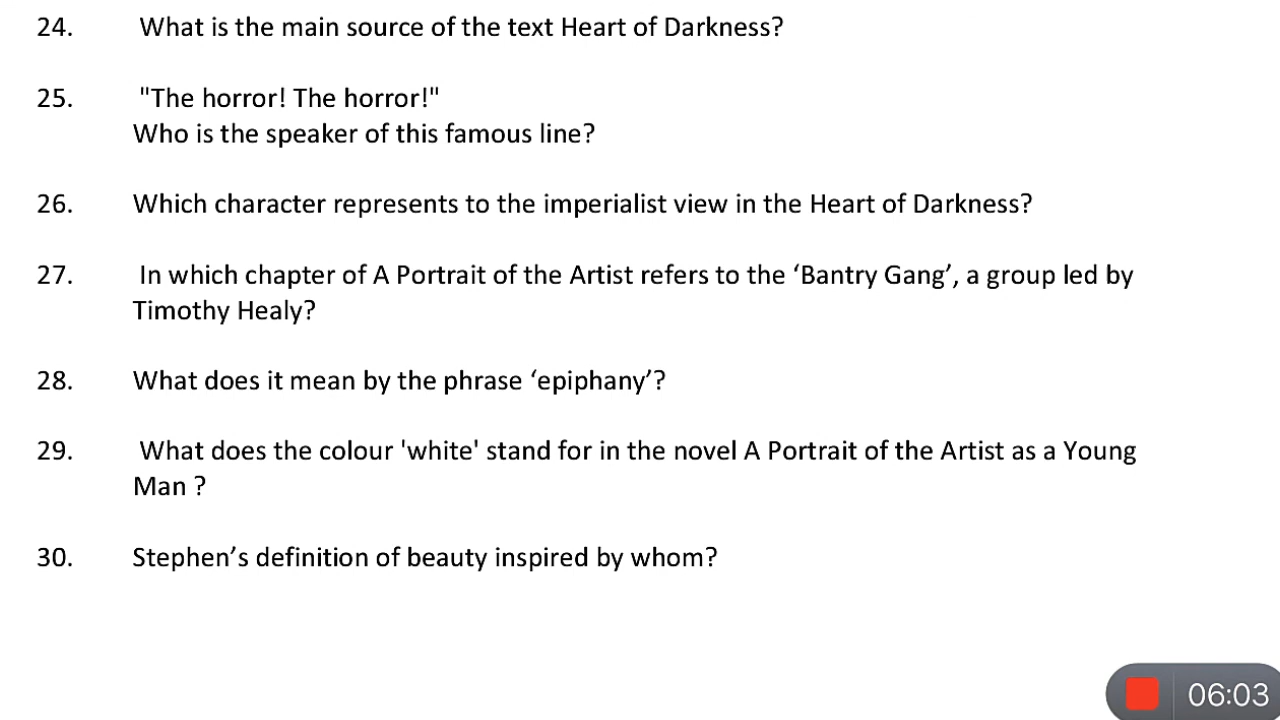 24. What is the main source of the text Heart of Darkness?
25. "The horror! The horror!"
Who is the speaker of this famous line?
26. Which character represents to the imperialist view in the Heart of Darkness?
27. In which chapter of A Portrait of the Artist refers to the ‘Bantry Gang’, a group led by
Timothy Healy?
28. What does it mean by the phrase ‘epiphany’?
29. What does the colour 'white' stand for in the novel A Portrait of the Artist as a Young
Man ?
30. Stephen’s definition of beauty inspired by whom?
06:03